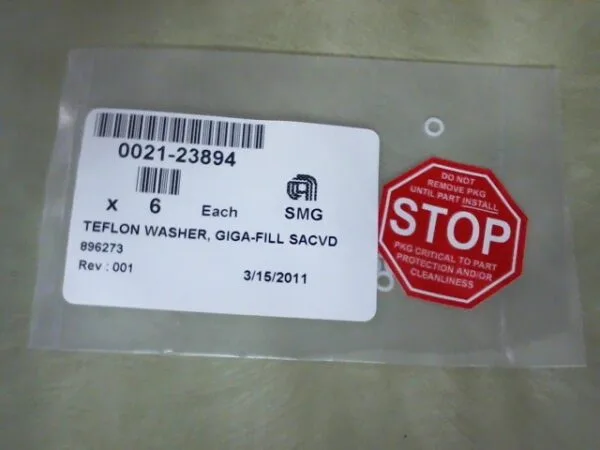 0021-23894
x 6 Each SMG
TEFLON WASHER, GIGA-FILL SACVD
896273
Rev : 001 3/15/2011
DO NOT
REMOVE PKG
UNTIL PART INSTALL
STOP
PKG CRITICAL TO PART
PROTECTION AND/OR
CLEANLINESS